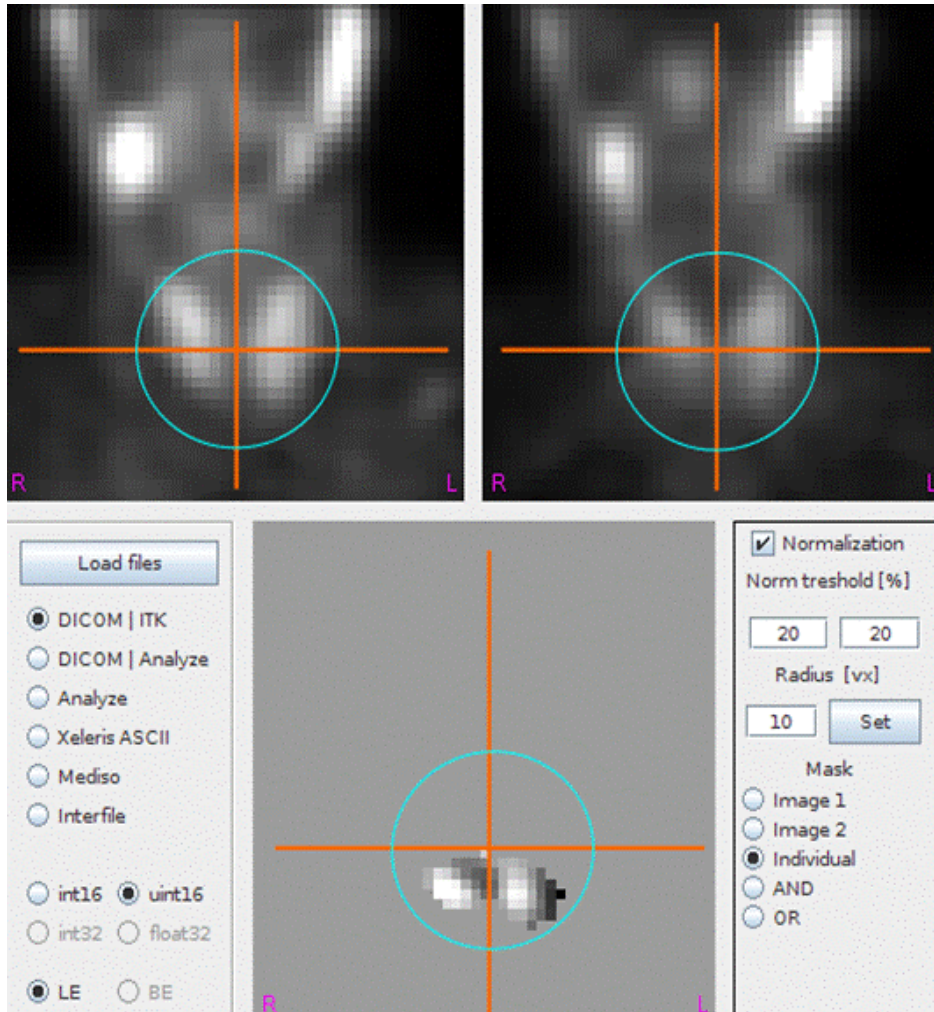 R L
R L
Load files
DICOM | ITK
DICOM | Analyze
Analyze
Xeleris ASCII
Mediso
Interfile
int16 uint16
int32 float32
LE BE
R L
Normalization
Norm treshold [%]
20 20
Radius [vx]
10 Set
Mask
Image 1
Image 2
Individual
AND
OR